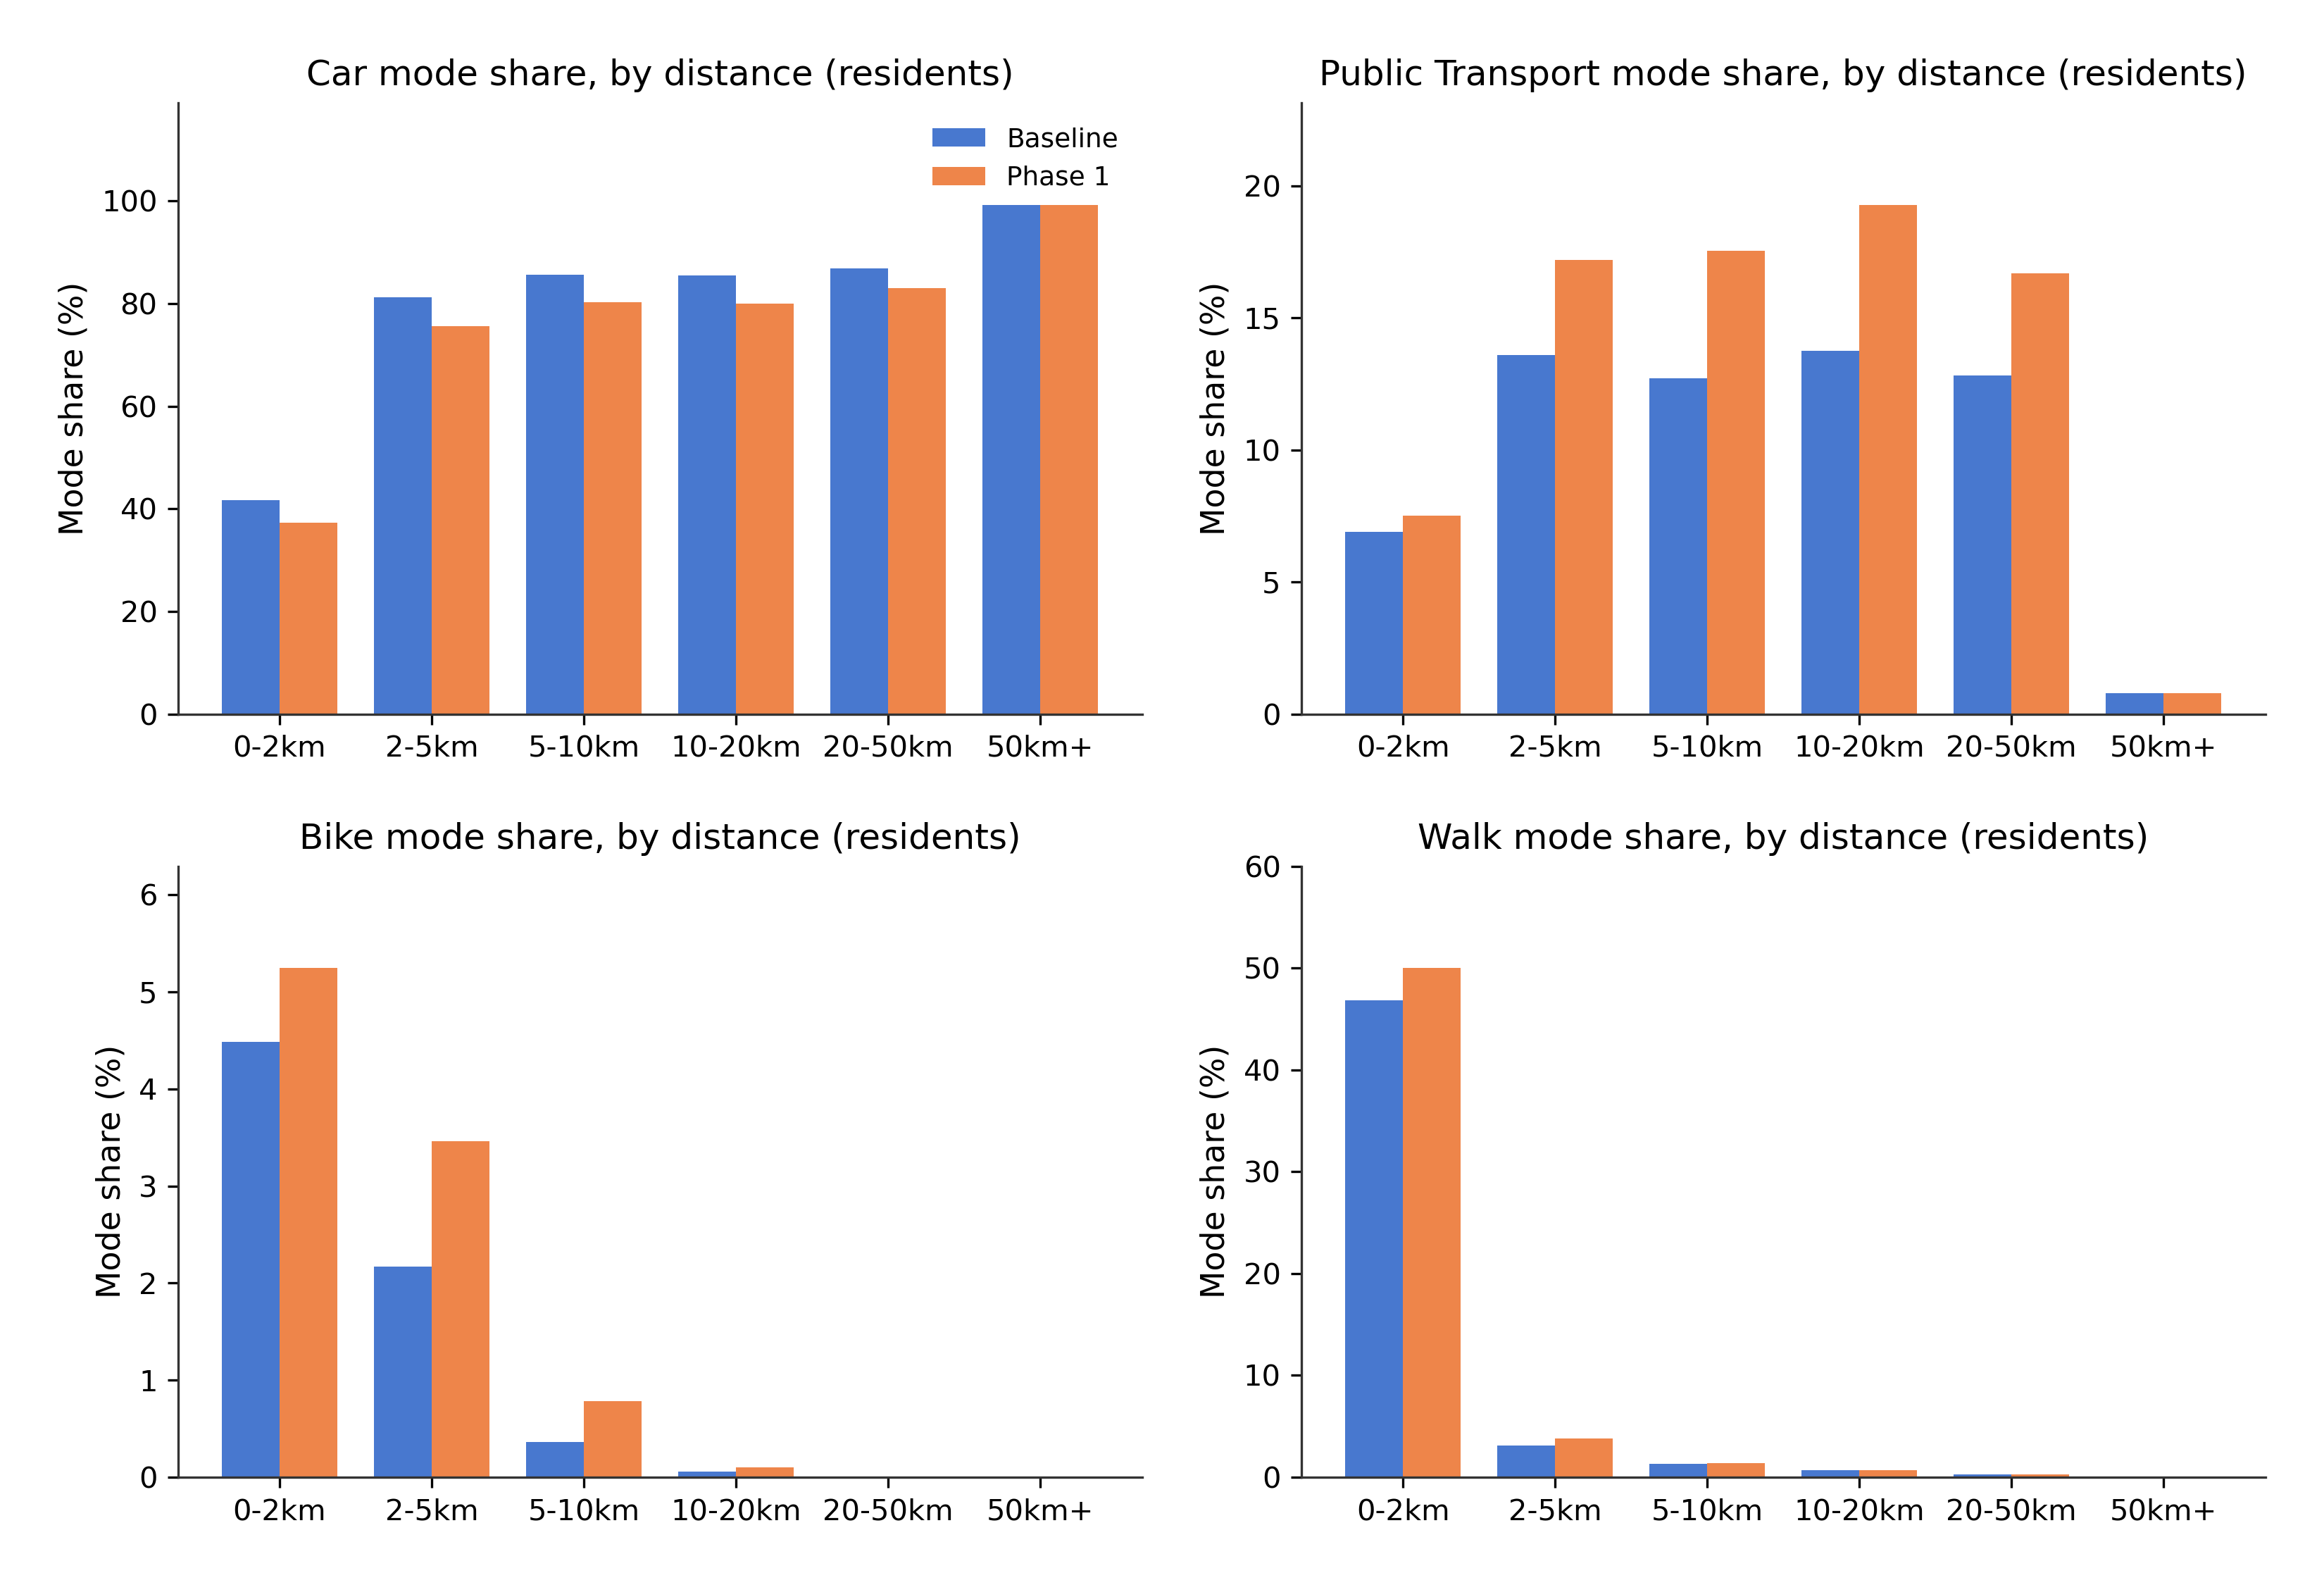 Car mode share, by distance (residents)
Baseline
Phase 1
Mode share (%)
100
80
60
40
20
0
0-2km 2-5km 5-10km 10-20km 20-50km 50km+
Public Transport mode share, by distance (residents)
Mode share (%)
20
15
10
5
0
0-2km 2-5km 5-10km 10-20km 20-50km 50km+
Bike mode share, by distance (residents)
Mode share (%)
6
5
4
3
2
1
0
0-2km 2-5km 5-10km 10-20km 20-50km 50km+
Walk mode share, by distance (residents)
Mode share (%)
60
50
40
30
20
10
0
0-2km 2-5km 5-10km 10-20km 20-50km 50km+